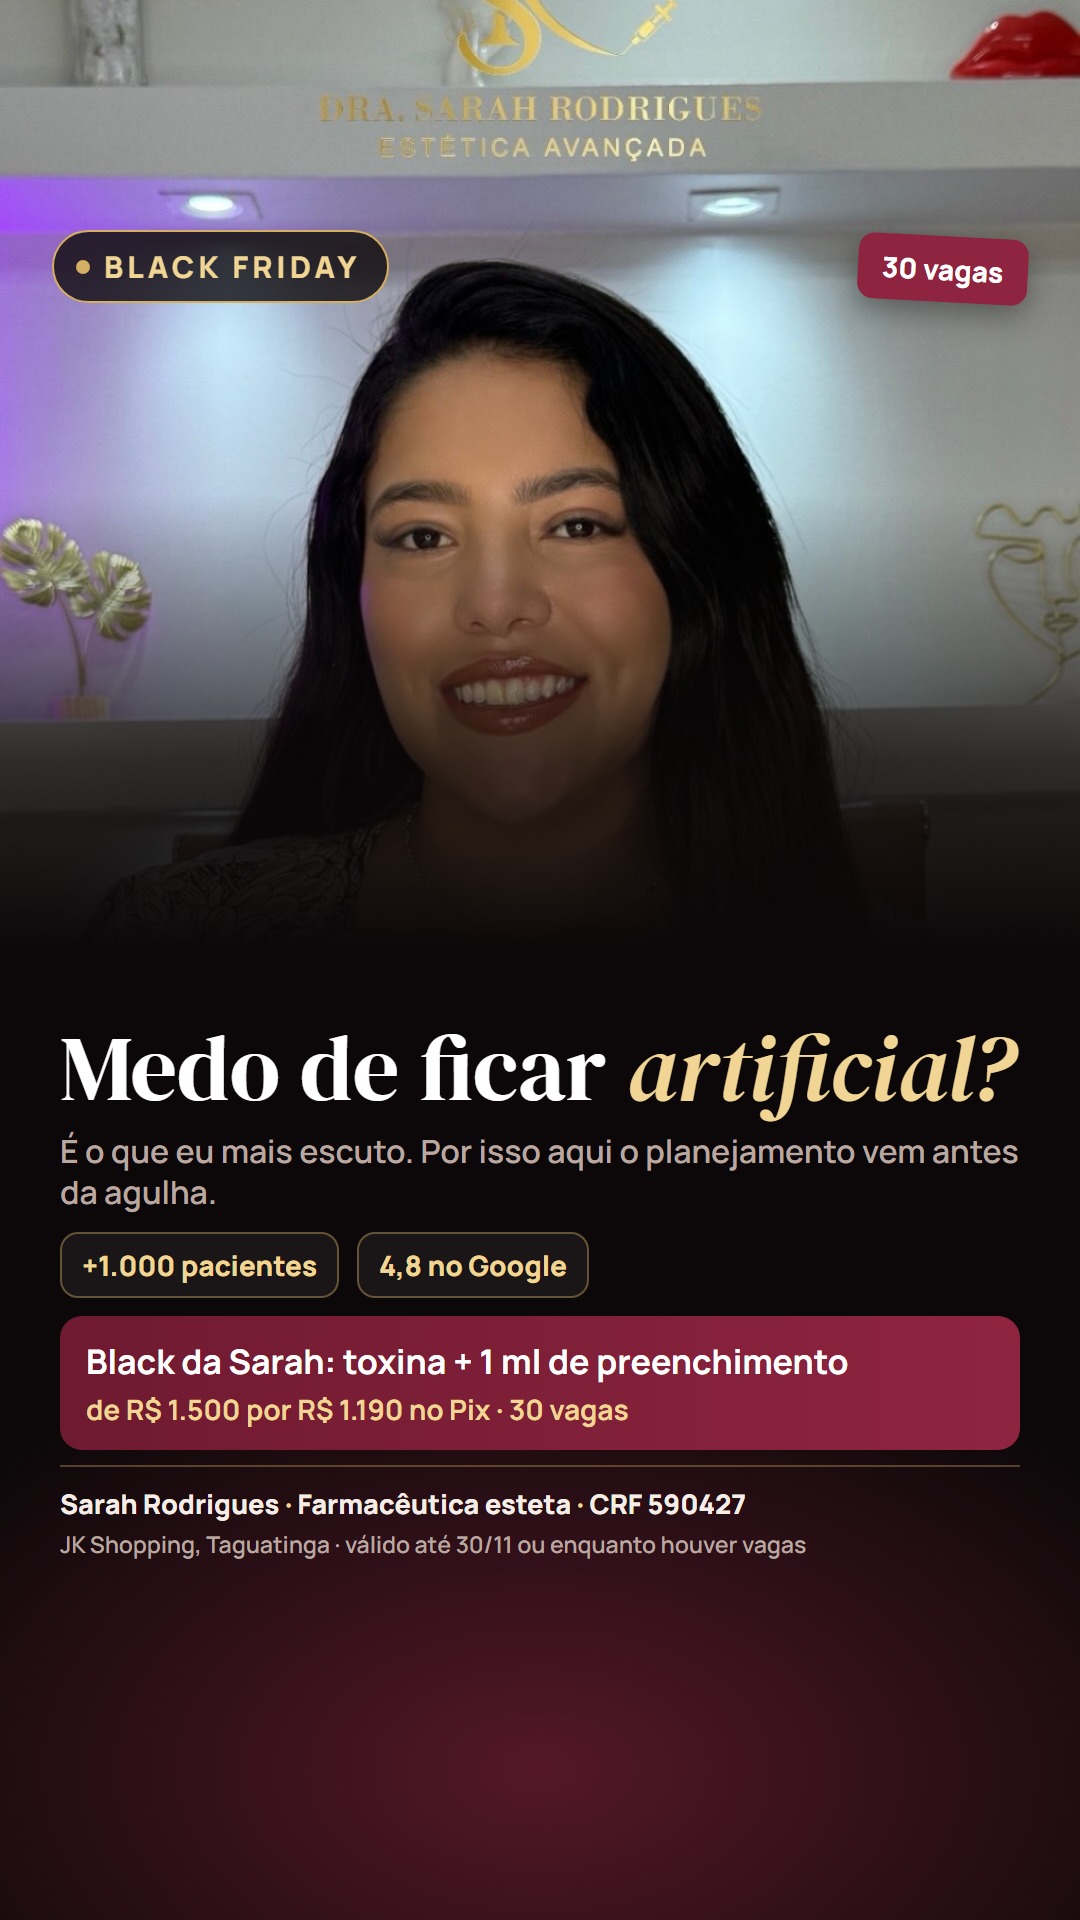 DRA. SARAH RODRIGUES
ESTÉTICA AVANÇADA
BLACK FRIDAY
30 vagas
Medo de ficar artificial?
É o que eu mais escuto. Por isso aqui o planejamento vem antes
da agulha.
+1.000 pacientes
4,8 no Google
Black da Sarah: toxina + 1 ml de preenchimento
de R$ 1.500 por R$ 1.190 no Pix · 30 vagas
Sarah Rodrigues · Farmacêutica esteta · CRF 590427
JK Shopping, Taguatinga · válido até 30/11 ou enquanto houver vagas